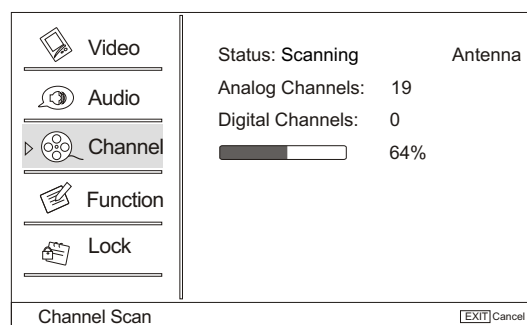 Video
Audio
Channel
Function
Lock
Status: Scanning Antenna
Analog Channels: 19
Digital Channels: 0
64%
Channel Scan
EXIT Cancel